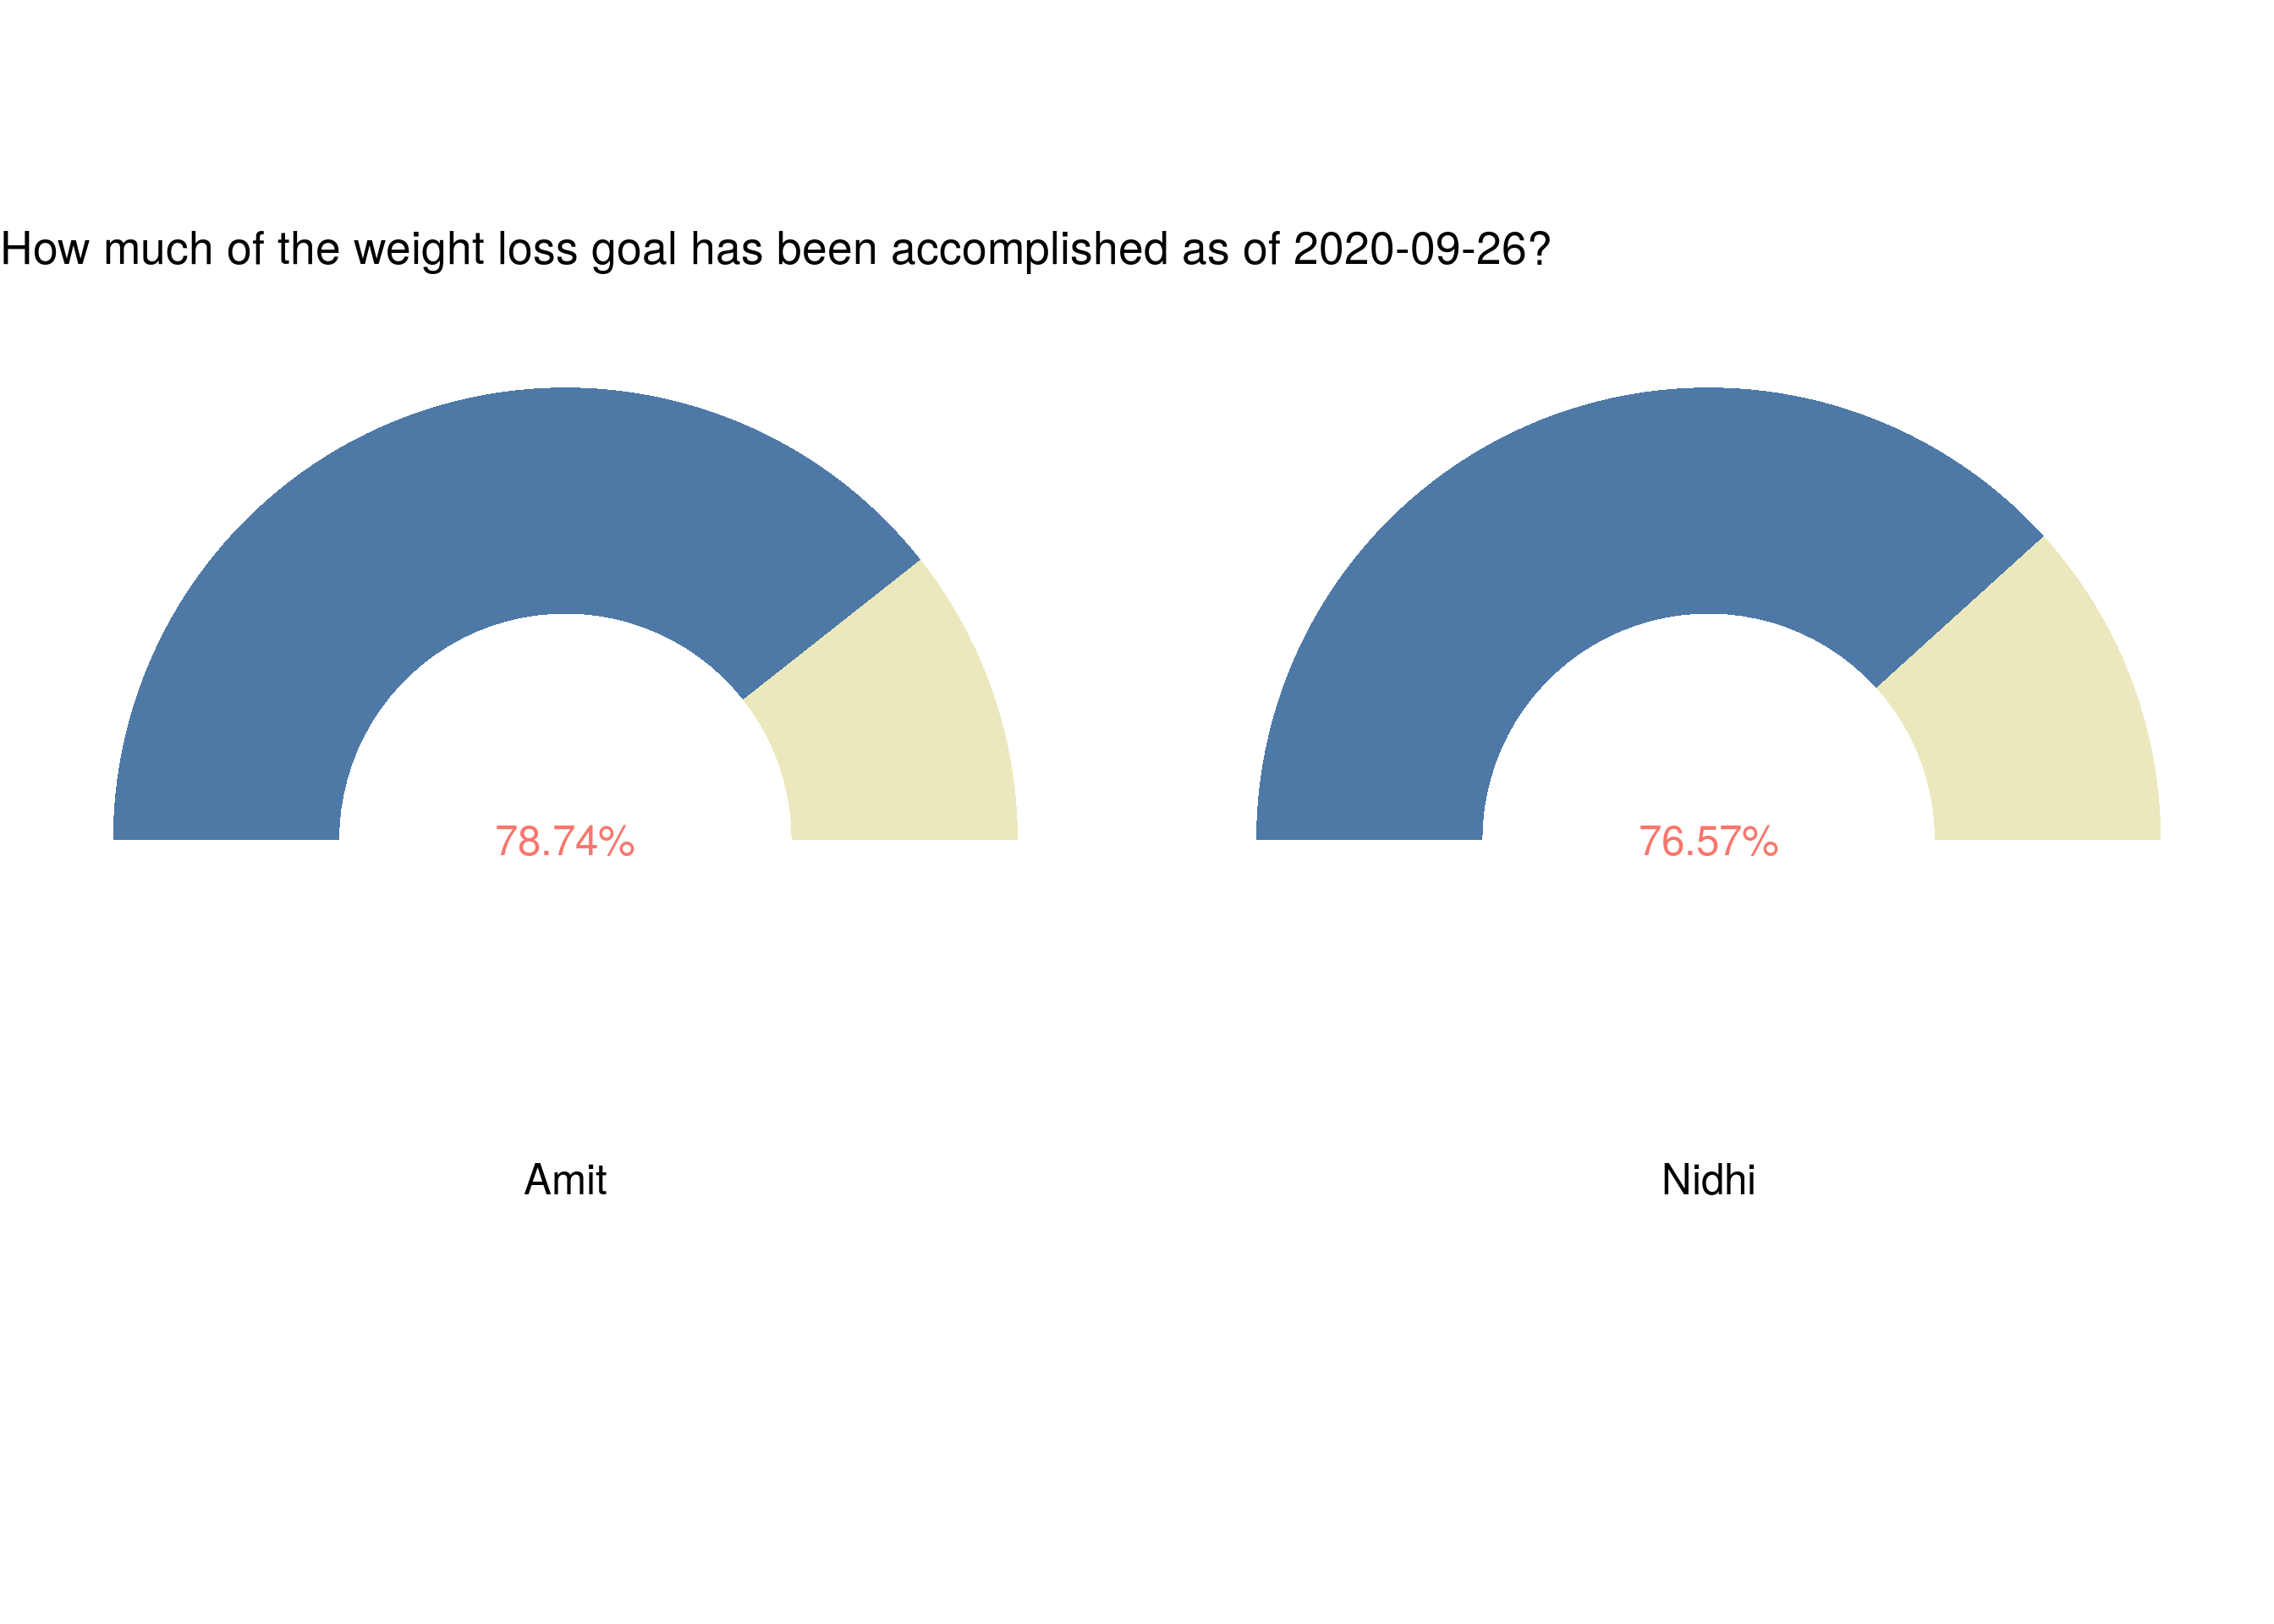 How much of the weight loss goal has been accomplished as of 2020-09-26?
78.74%
76.57%
Amit
Nidhi